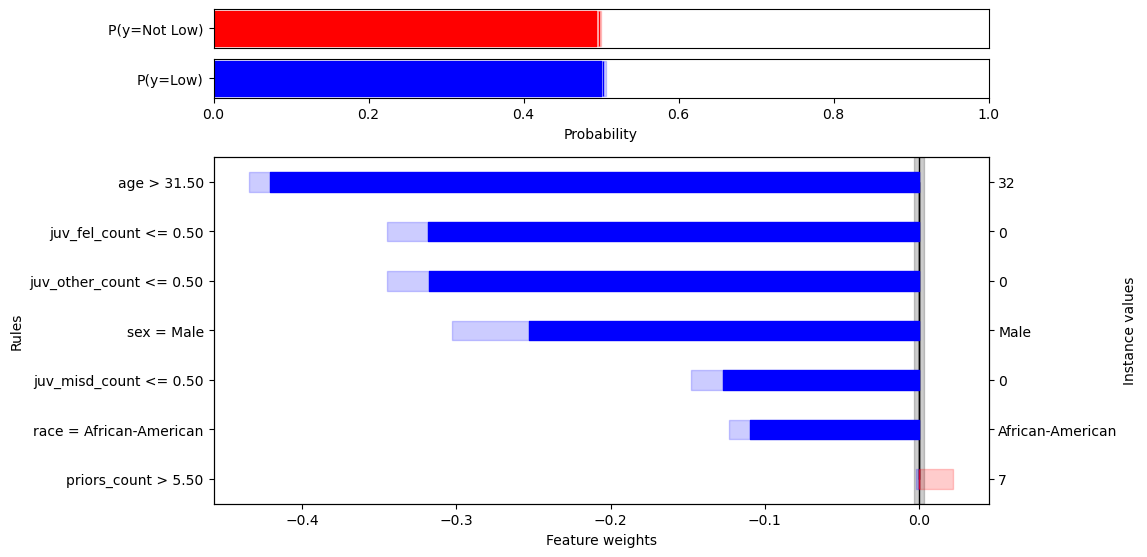 P(y=Not Low)
P(y=Low)
0.0 0.2 0.4 0.6 0.8 1.0
Probability
Rules
age > 31.50 32
juv_fel_count <= 0.50 0
juv_other_count <= 0.50 0
sex = Male Male
juv_misd_count <= 0.50 0
race = African-American African-American
priors_count > 5.50 7
Instance values
−0.4 −0.3 −0.2 −0.1 0.0
Feature weights